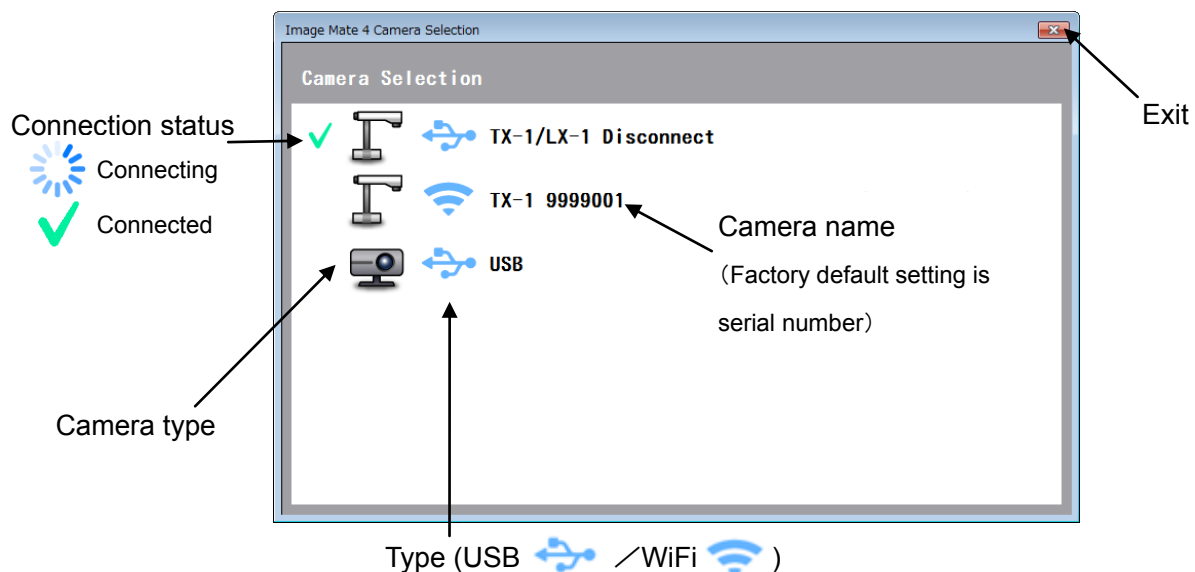 Image Mate 4 Camera Selection
Camera Selection
Exit
Connection status
Connecting
Connected
TX-1/LX-1 Disconnect
TX-1 9999001
USB
Camera name
（Factory default setting is
serial number）
Camera type
Type (USB ／WiFi )